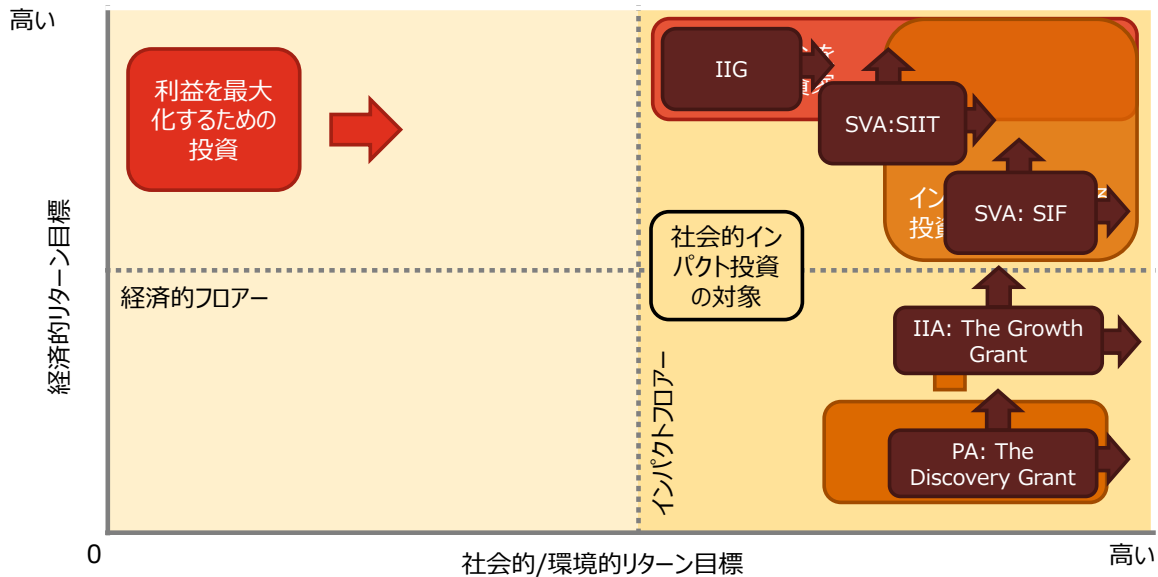 高い
利益を最大
化するための
投資
IIG
SVA:SIIT
SVA: SIF
経済的リターン目標
社会的イン
パクト投資
の対象
経済的フロアー
インパクトフロアー
IIA: The Growth
Grant
PA: The
Discovery Grant
0
社会的/環境的リターン目標
高い